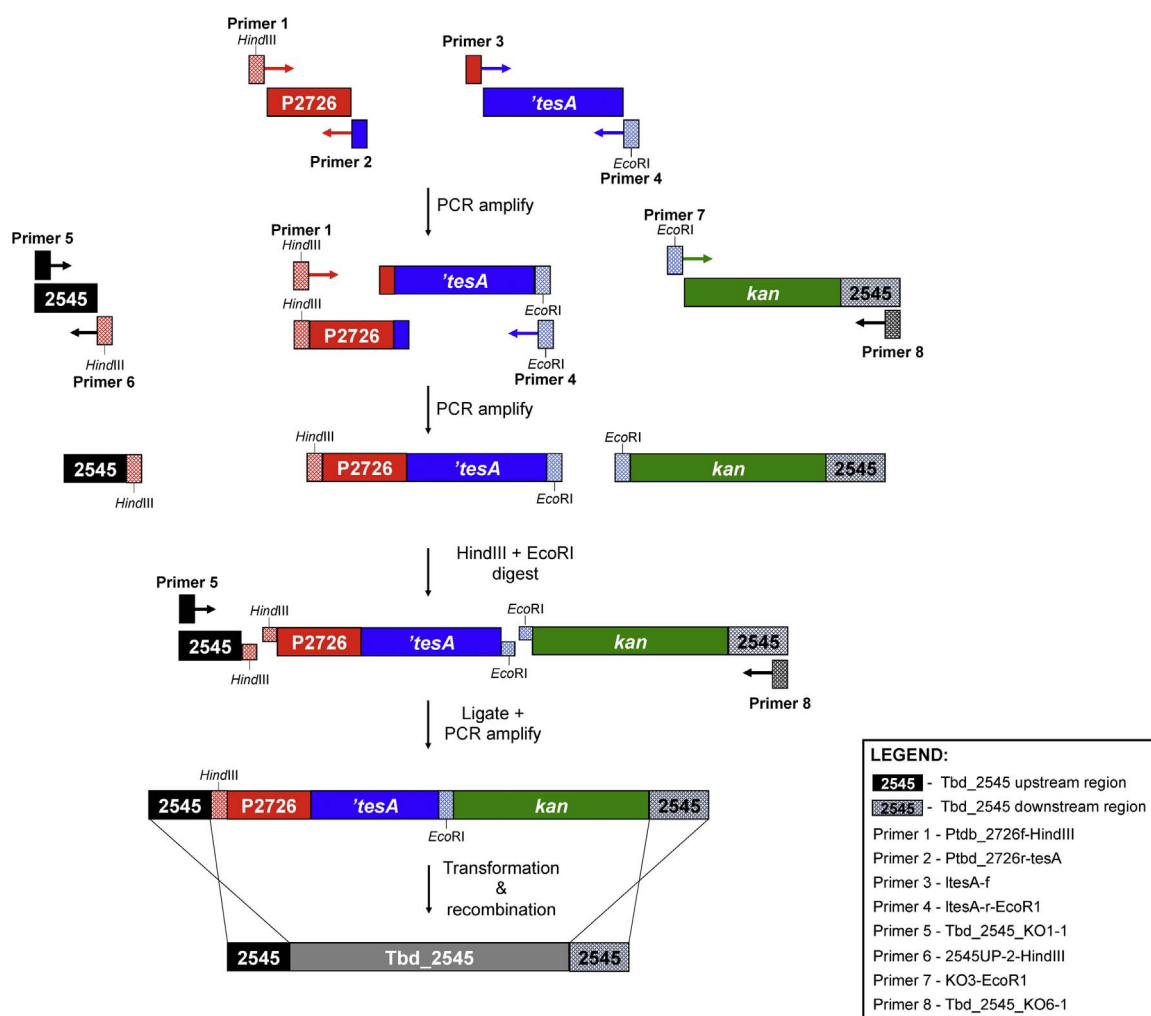 Primer 1
HindIII
P2726
Primer 2
Primer 3
'tesA
EcoRI
Primer 4
PCR amplify
Primer 5
2545
HindIII
Primer 6
Primer 1
HindIII
'tesA
EcoRI
HindIII
P2726
EcoRI
Primer 4
Primer 7
EcoRI
kan
2545
Primer 8
PCR amplify
2545
HindIII
HindIII
P2726
'tesA
EcoRI
EcoRI
kan
2545
HindIII + EcoRI
digest
Primer 5
2545
HindIII
HindIII
P2726
'tesA
EcoRI
EcoRI
kan
2545
Primer 8
Ligate +
PCR amplify
2545
HindIII
P2726
'tesA
EcoRI
kan
2545
Transformation
&
recombination
2545
Tbd_2545
2545
LEGEND:
2545 - Tbd_2545 upstream region
2545 - Tbd_2545 downstream region
Primer 1 - Ptdb_2726f-HindIII
Primer 2 - Ptbd_2726r-tesA
Primer 3 - ltesA-f
Primer 4 - ltesA-r-EcoR1
Primer 5 - Tbd_2545_KO1-1
Primer 6 - 2545UP-2-HindIII
Primer 7 - KO3-EcoR1
Primer 8 - Tbd_2545_KO6-1